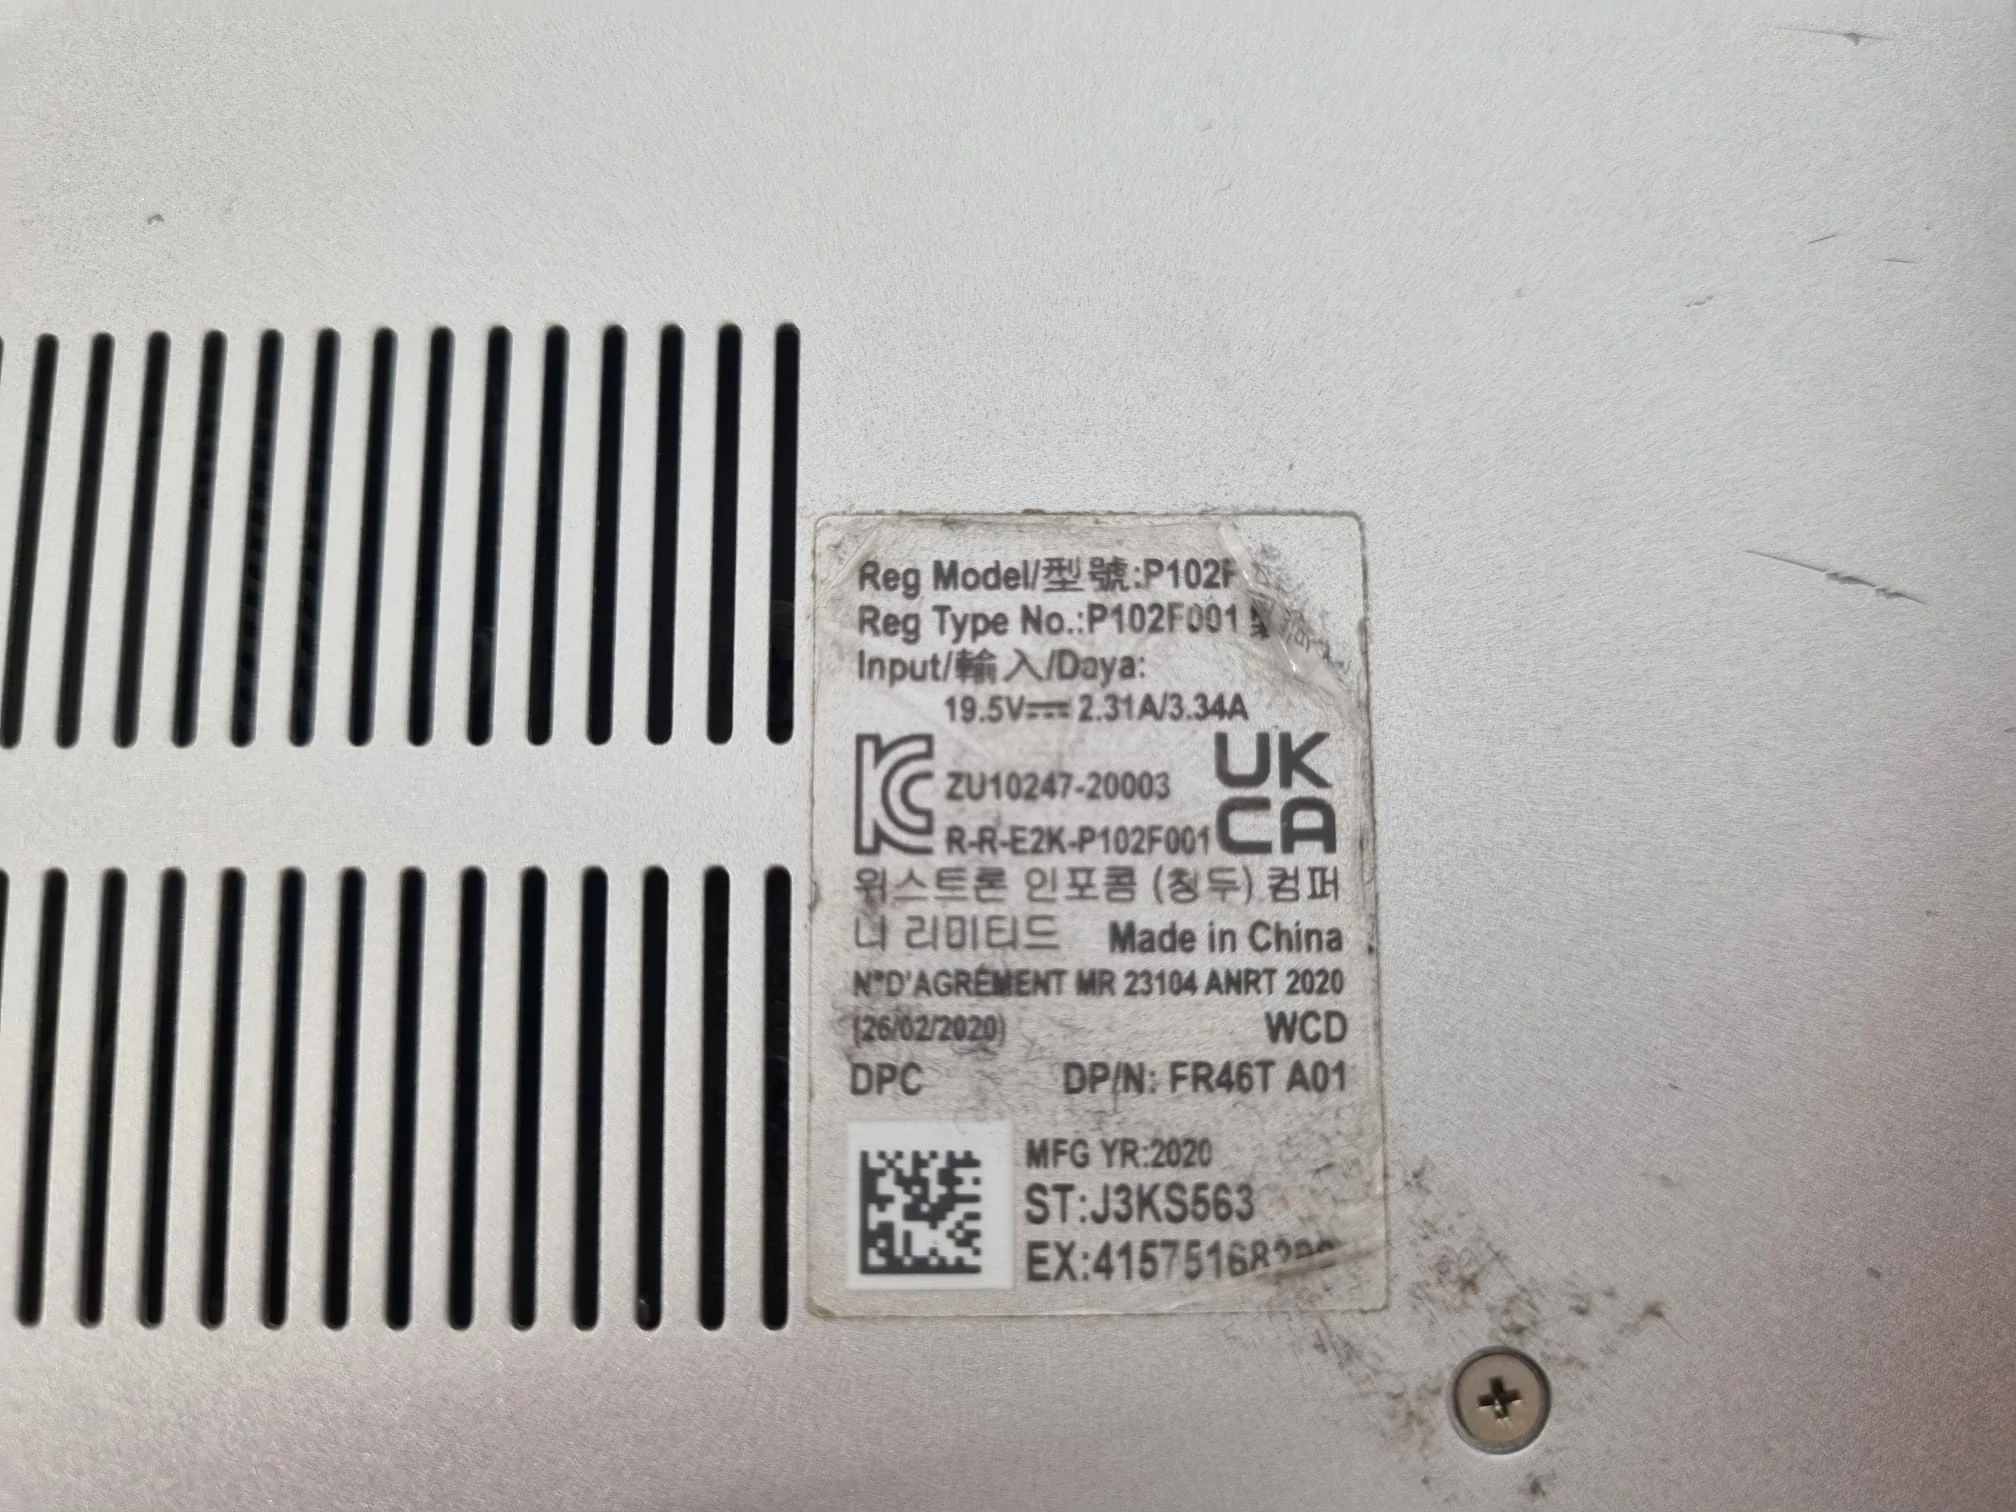 Reg Model/型號:P102F
Reg Type No.:P102F001
Input/輸入/Daya:
19.5V⎓2.31A/3.34A
ZU10247-20003
UK
CA
R-R-E2K-P102F001
위스트론 인포콤 (청두) 컴퍼
니 리미티드 Made in China
N°D'AGRÉMENT MR 23104 ANRT 2020
(26/02/2020) WCD
DPC DP/N: FR46T A01
MFG YR:2020
ST:J3KS563